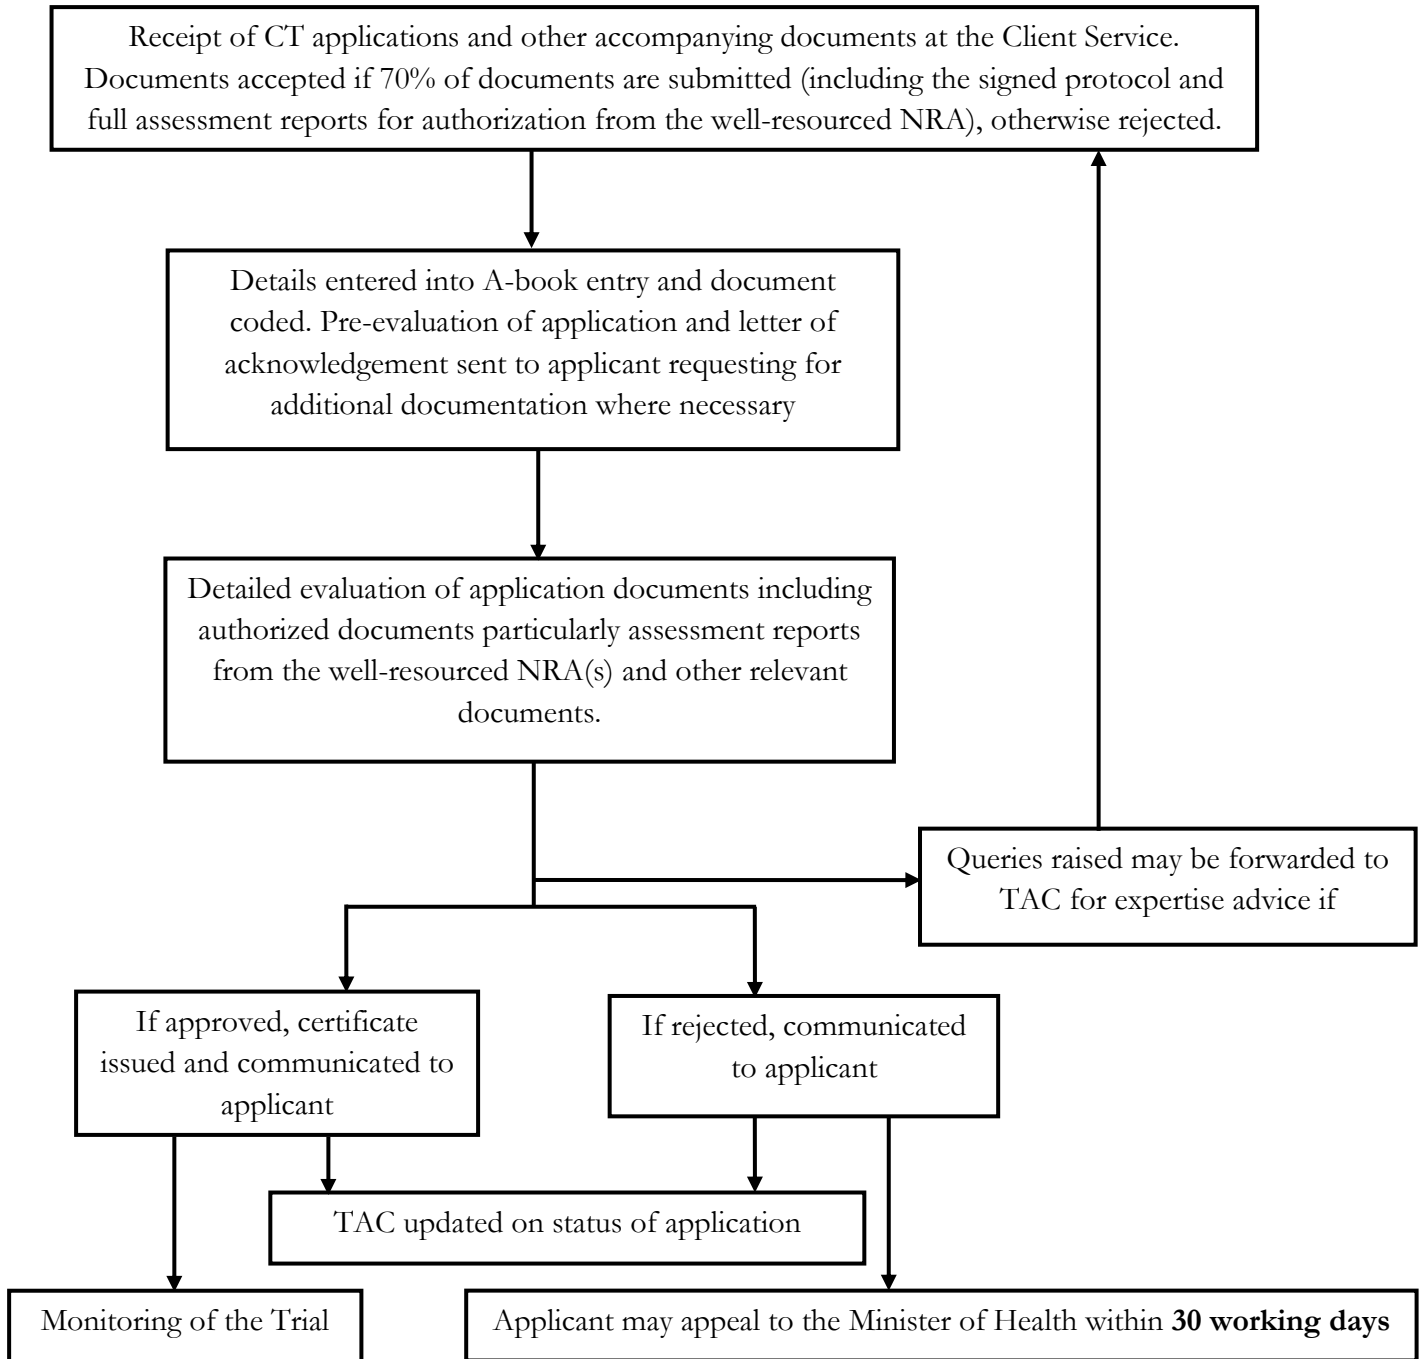 Receipt of CT applications and other accompanying documents at the Client Service.
Documents accepted if 70% of documents are submitted (including the signed protocol and
full assessment reports for authorization from the well-resourced NRA), otherwise rejected.
Details entered into A-book entry and document
coded. Pre-evaluation of application and letter of
acknowledgement sent to applicant requesting for
additional documentation where necessary
Detailed evaluation of application documents including
authorized documents particularly assessment reports
from the well-resourced NRA(s) and other relevant
documents.
Queries raised may be forwarded to
TAC for expertise advice if
If approved, certificate
issued and communicated to
applicant
If rejected, communicated
to applicant
TAC updated on status of application
Monitoring of the Trial
Applicant may appeal to the Minister of Health within 30 working days